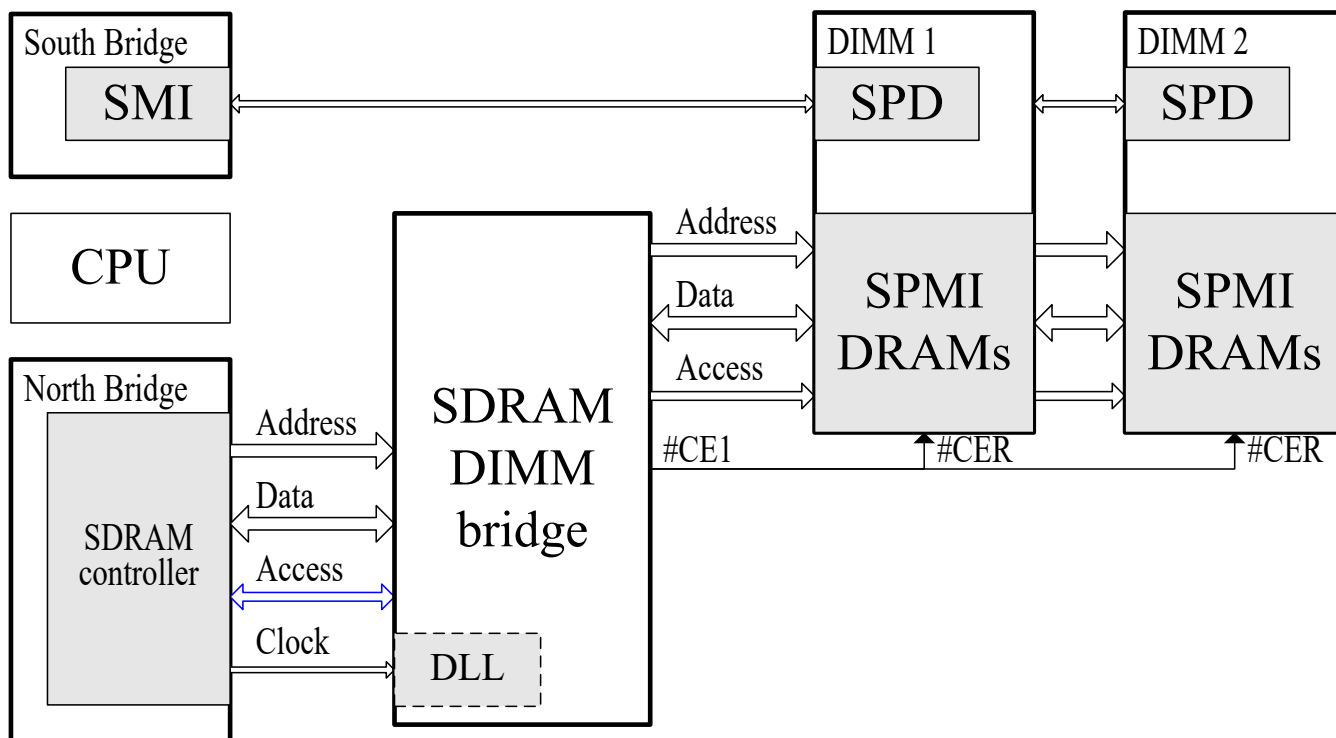 South Bridge
SMI
DIMM 1
SPD
DIMM 2
SPD
CPU
Address
Data
Access
SPMI
DRAMs
SPMI
DRAMs
North Bridge
SDRAM
controller
Address
Data
Access
Clock
SDRAM
DIMM
bridge
DLL
#CE1
#CER
#CER